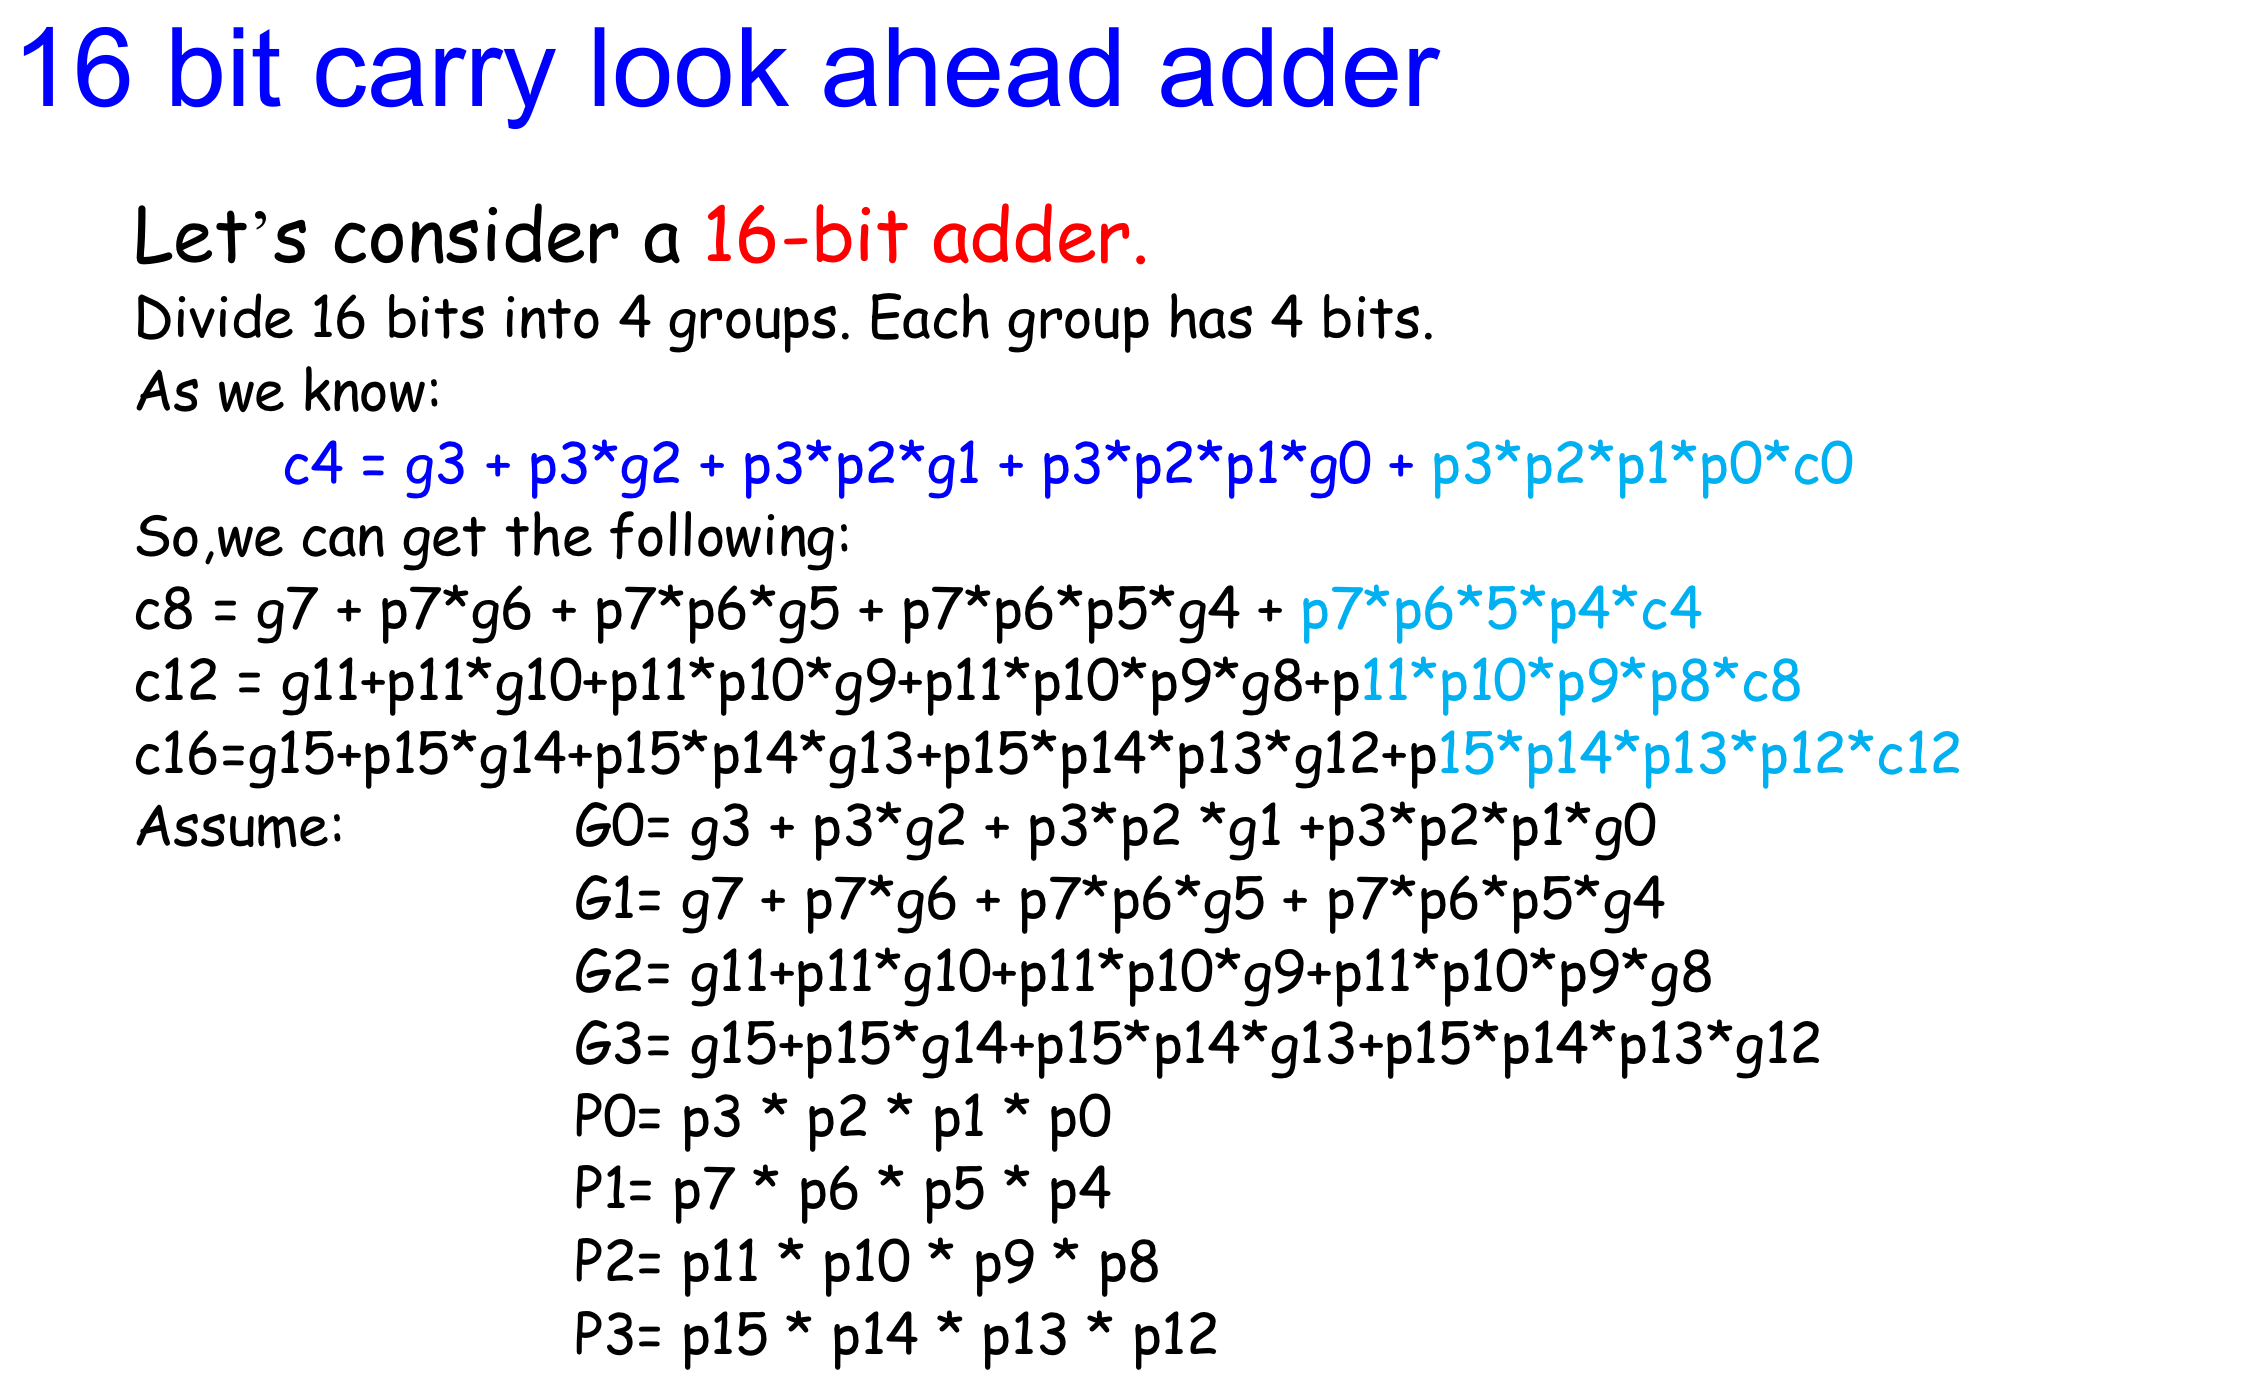 16 bit carry look ahead adder
Let’s consider a 16-bit adder.
Divide 16 bits into 4 groups. Each group has 4 bits.
As we know:
c4 = g3 + p3*g2 + p3*p2*g1 + p3*p2*p1*g0 + p3*p2*p1*p0*c0
So,we can get the following:
c8 = g7 + p7*g6 + p7*p6*g5 + p7*p6*p5*g4 + p7*p6*5*p4*c4
c12 = g11+p11*g10+p11*p10*g9+p11*p10*p9*g8+p11*p10*p9*p8*c8
c16=g15+p15*g14+p15*p14*g13+p15*p14*p13*g12+p15*p14*p13*p12*c12
Assume: G0= g3 + p3*g2 + p3*p2 *g1 +p3*p2*p1*g0
G1= g7 + p7*g6 + p7*p6*g5 + p7*p6*p5*g4
G2= g11+p11*g10+p11*p10*g9+p11*p10*p9*g8
G3= g15+p15*g14+p15*p14*g13+p15*p14*p13*g12
P0= p3 * p2 * p1 * p0
P1= p7 * p6 * p5 * p4
P2= p11 * p10 * p9 * p8
P3= p15 * p14 * p13 * p12